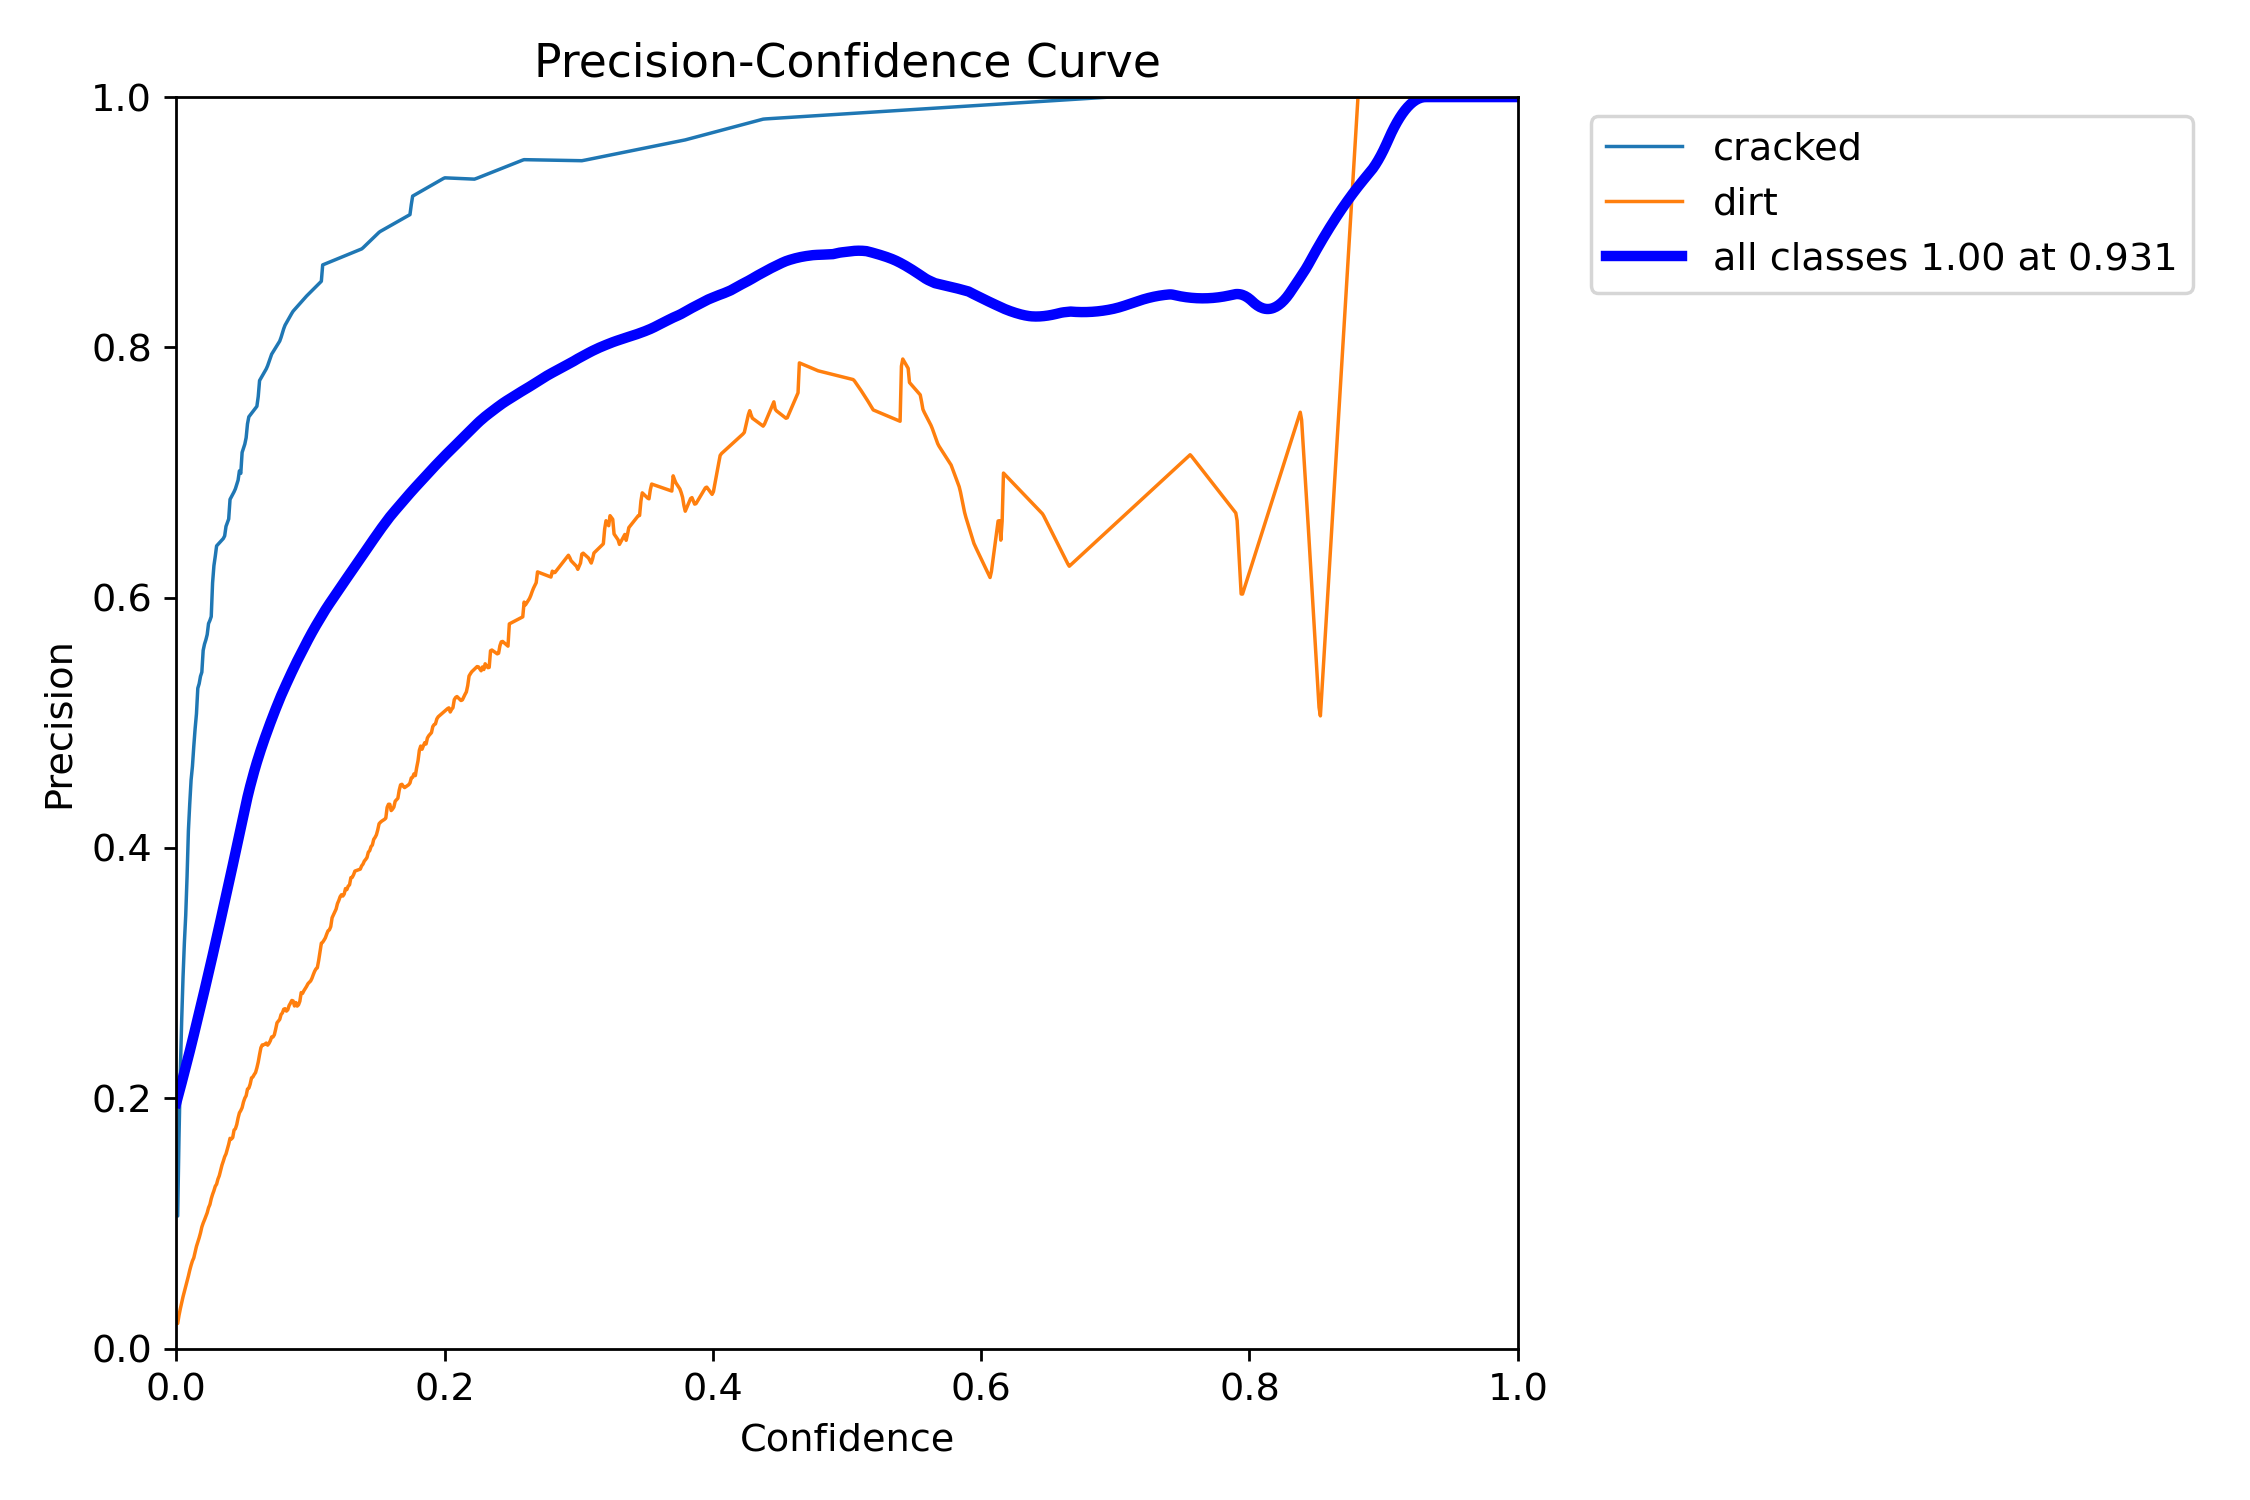 Precision-Confidence Curve
1.0
0.8
0.6
0.4
0.2
0.0
Precision
0.0 0.2 0.4 0.6 0.8 1.0
Confidence
cracked
dirt
all classes 1.00 at 0.931